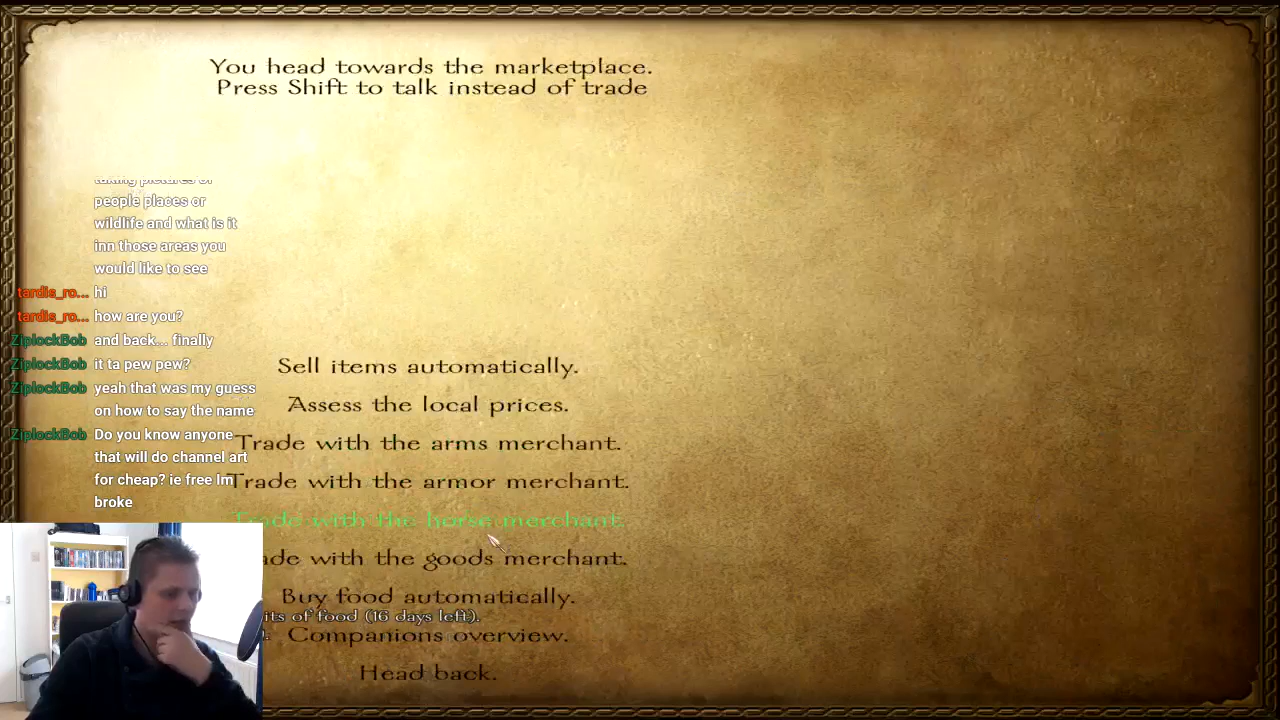 You head towards the marketplace.
Press Shift to talk instead of trade
taking pictures of
people places or
wildlife and what is it
inn those areas you
would like to see
tardis_ro... hi
tardis_ro... how are you?
ZiplockBob and back... finally
ZiplockBob it ta pew pew?
ZiplockBob yeah that was my guess
on how to say the name
ZiplockBob Do you know anyone
that will do channel art
for cheap? ie free Im
broke
Sell items automatically.
Assess the local prices.
Trade with the arms merchant.
Trade with the armor merchant.
Trade with the horse merchant.
ade with the goods merchant.
Buy food automatically.
its of food (16 days left).
Companions overview.
Head back.